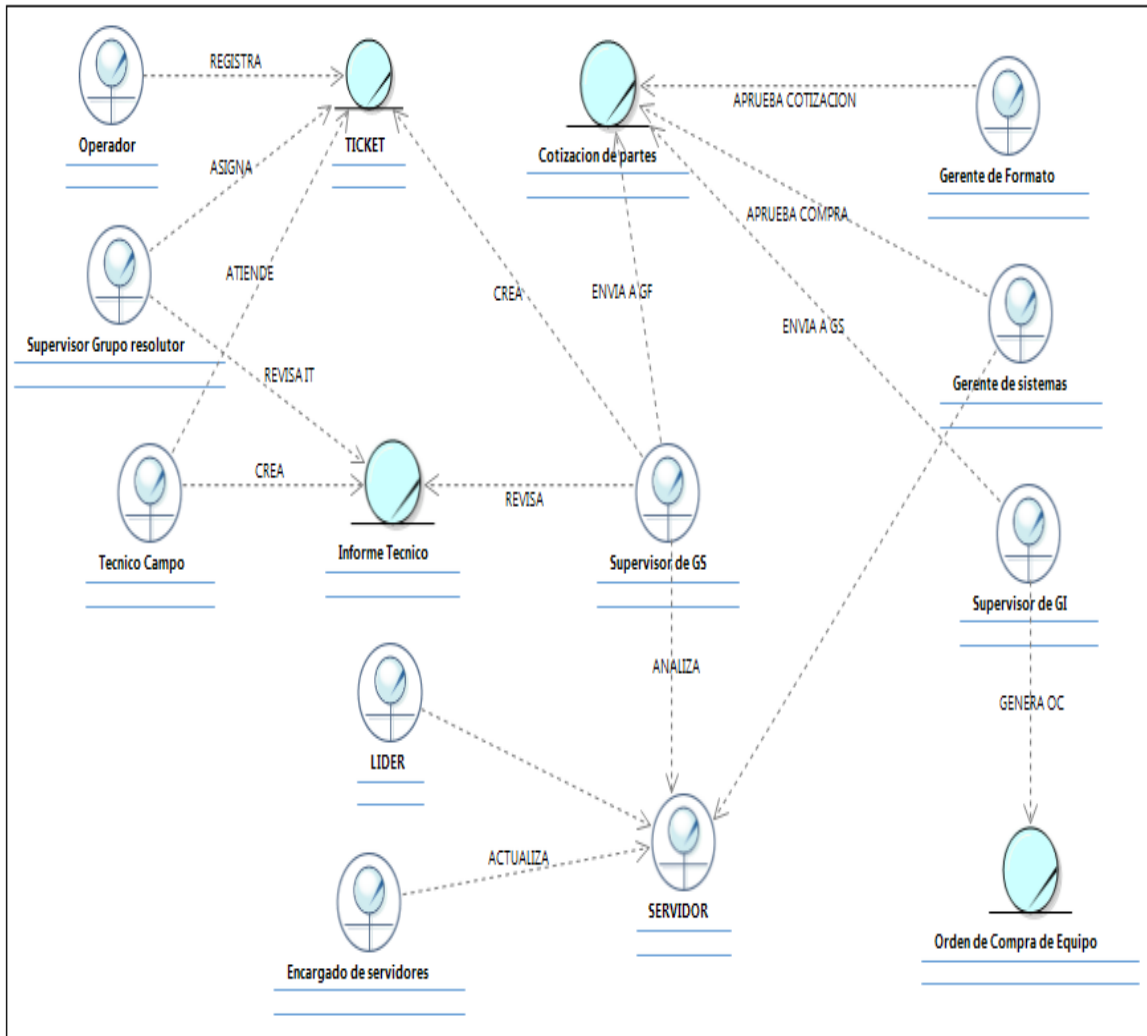 REGISTRA
APRUEBA COTIZACION
Operador
TICKET
Cotizacion de partes
Gerente de Formato
ASIGNA
APRUEBA COMPRA
ATIENDE
CREA
ENVIA A GF
ENVIA A GS
Supervisor Grupo resolutor
Gerente de sistemas
REVISA IT
CREA
REVISA
Tecnico Campo
Informe Tecnico
Supervisor de GS
Supervisor de GI
ANALIZA
GENERA OC
LIDER
ACTUALIZA
SERVIDOR
Orden de Compra de Equipo
Encargado de servidores